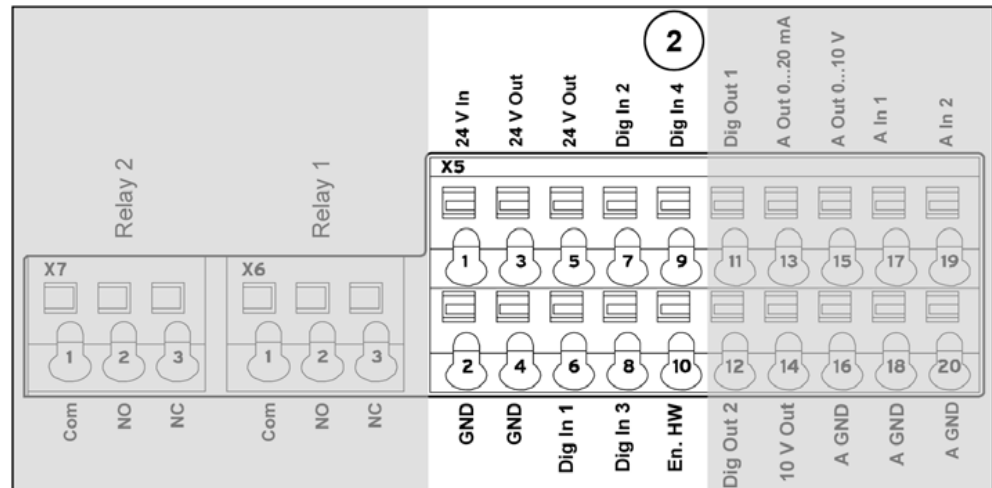 2
24 V In
24 V Out
24 V Out
Dig In 2
Dig In 4
Dig Out 1
A Out 0...20 mA
A Out 0...10 V
A In 1
A In 2
Relay 2
Relay 1
X5
1 3 5 7 9 11 13 15 17 19
X7
X6
1 2 3
1 2 3
2 4 6 8 10 12 14 16 18 20
Com
NO
NC
Com
NO
NC
GND
GND
Dig In 1
Dig In 3
En. HW
Dig Out 2
10 V Out
A GND
A GND
A GND